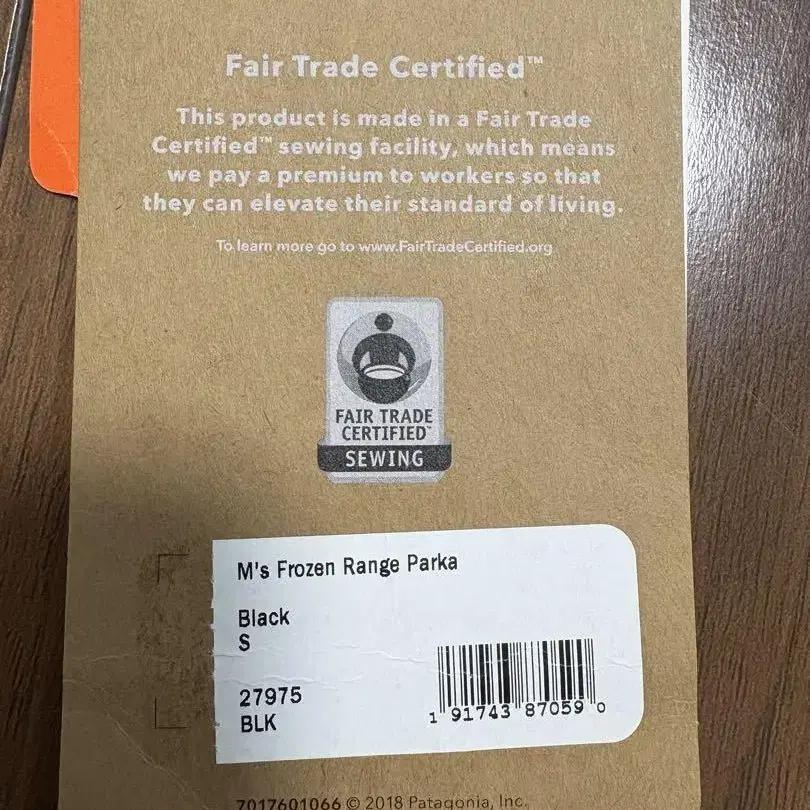 Fair Trade Certified™
This product is made in a Fair Trade
Certified™ sewing facility, which means
we pay a premium to workers so that
they can elevate their standard of living.
To learn more go to www.FairTradeCertified.org
FAIR TRADE
CERTIFIED™
SEWING
M's Frozen Range Parka
Black
S
27975
BLK
1 91743 87059 0
7017601066 © 2018 Patagonia, Inc.